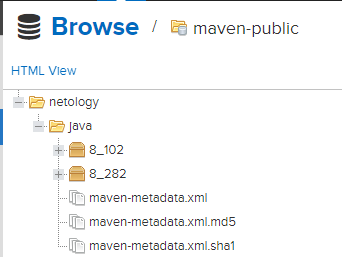 Browse / maven-public
HTML View
netology
java
8_102
8_282
maven-metadata.xml
maven-metadata.xml.md5
maven-metadata.xml.sha1